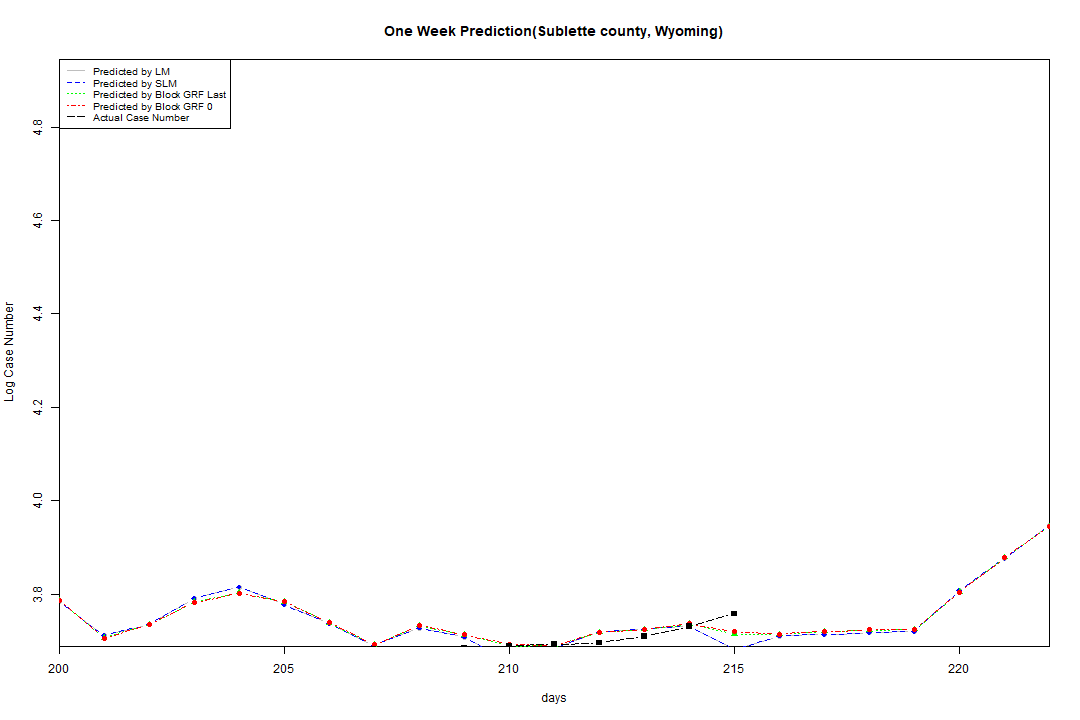 One Week Prediction(Sublette county, Wyoming)
Predicted by LM
Predicted by SLM
Predicted by Block GRF Last
Predicted by Block GRF 0
Actual Case Number
4.8
4.6
4.4
4.2
4.0
3.8
Log Case Number
200 205 210 215 220
days